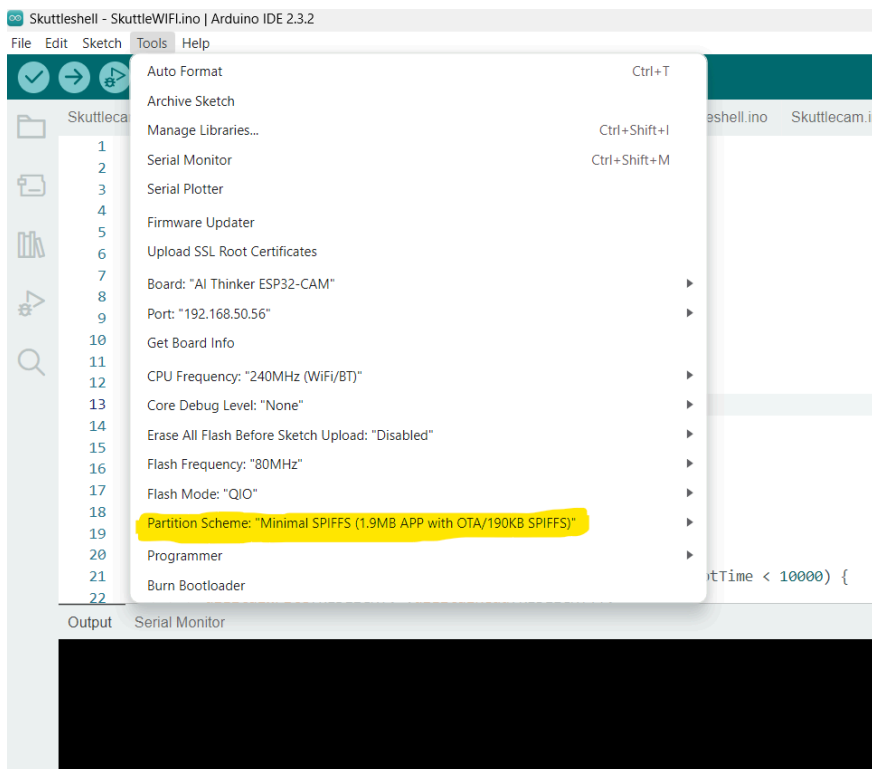 Skuttleshell - SkuttleWIFI.ino | Arduino IDE 2.3.2
File Edit Sketch Tools Help
Auto Format Ctrl+T
Skuttleca
Archive Sketch
eshell.ino Skuttlecam.i
Manage Libraries... Ctrl+Shift+I
Serial Monitor Ctrl+Shift+M
Serial Plotter
Firmware Updater
Upload SSL Root Certificates
Board: "AI Thinker ESP32-CAM"
Port: "192.168.50.56"
Get Board Info
CPU Frequency: "240MHz (WiFi/BT)"
Core Debug Level: "None"
Erase All Flash Before Sketch Upload: "Disabled"
Flash Frequency: "80MHz"
Flash Mode: "QIO"
Partition Scheme: "Minimal SPIFFS (1.9MB APP with OTA/190KB SPIFFS)"
Programmer
Burn Bootloader
1
2
3
4
5
6
7
8
9
10
11
12
13
14
15
16
17
18
19
20
21 otTime < 10000) {
22
Output Serial Monitor